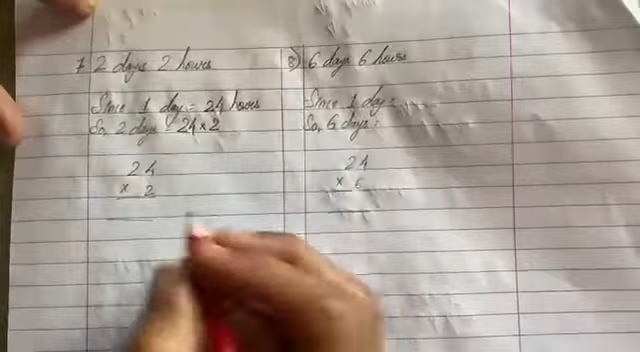 7 2 days 2 hours
Since 1 day = 24 hours
So, 2 days = 24 x 2
24
x 2
8) 6 days 6 hours
Since 1 day =
So, 6 days =
24
x 6